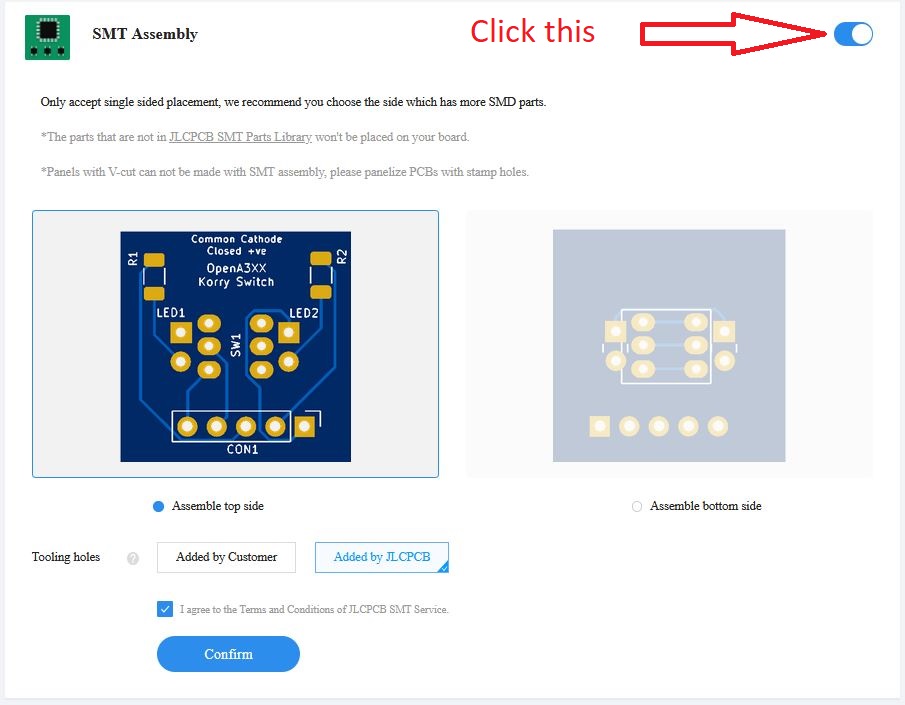 SMT Assembly
Click this
Only accept single sided placement, we recommend you choose the side which has more SMD parts.
*The parts that are not in JLCPCB SMT Parts Library won't be placed on your board.
*Panels with V-cut can not be made with SMT assembly, please panelize PCBs with stamp holes.
Common Cathode
Closed +ve
R1
R2
OpenA3XX
Korry Switch
LED1
LED2
SW1
CON1
Assemble top side
Assemble bottom side
Tooling holes
?
Added by Customer
Added by JLCPCB
I agree to the Terms and Conditions of JLCPCB SMT Service.
Confirm